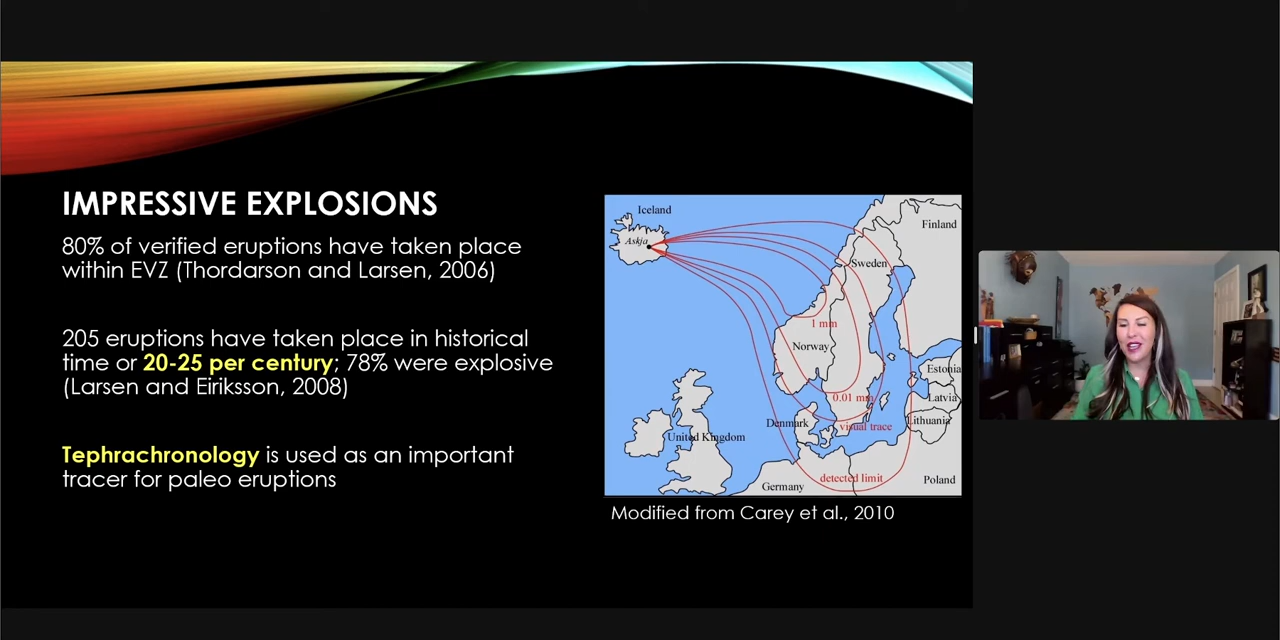 IMPRESSIVE EXPLOSIONS
80% of verified eruptions have taken place
within EVZ (Thordarson and Larsen, 2006)
205 eruptions have taken place in historical
time or 20-25 per century; 78% were explosive
(Larsen and Eiriksson, 2008)
Tephrachronology is used as an important
tracer for paleo eruptions
Iceland
Askja
Finland
Sweden
1 mm
Norway
Estonia
0.01 mm
Latvia
Denmark
visual trace
Lithuania
United Kingdom
detected limit
Germany
Poland
Modified from Carey et al., 2010